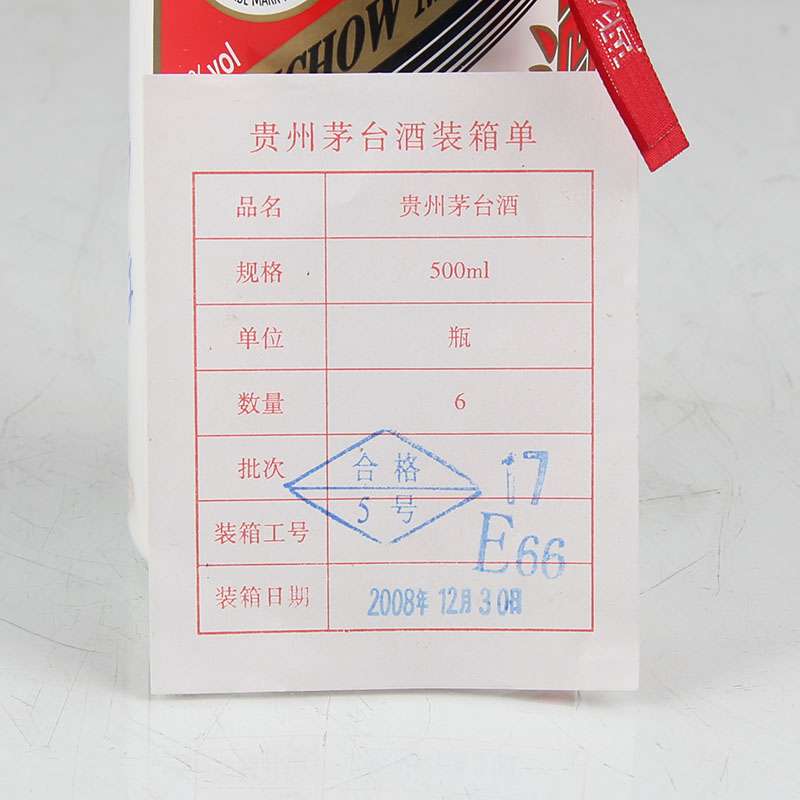 % vol
贵州茅台酒装箱单
品名 贵州茅台酒
规格 500ml
单位 瓶
数量 6
批次 17
合格
5号
装箱工号 E66
装箱日期 2008年 12月 30日